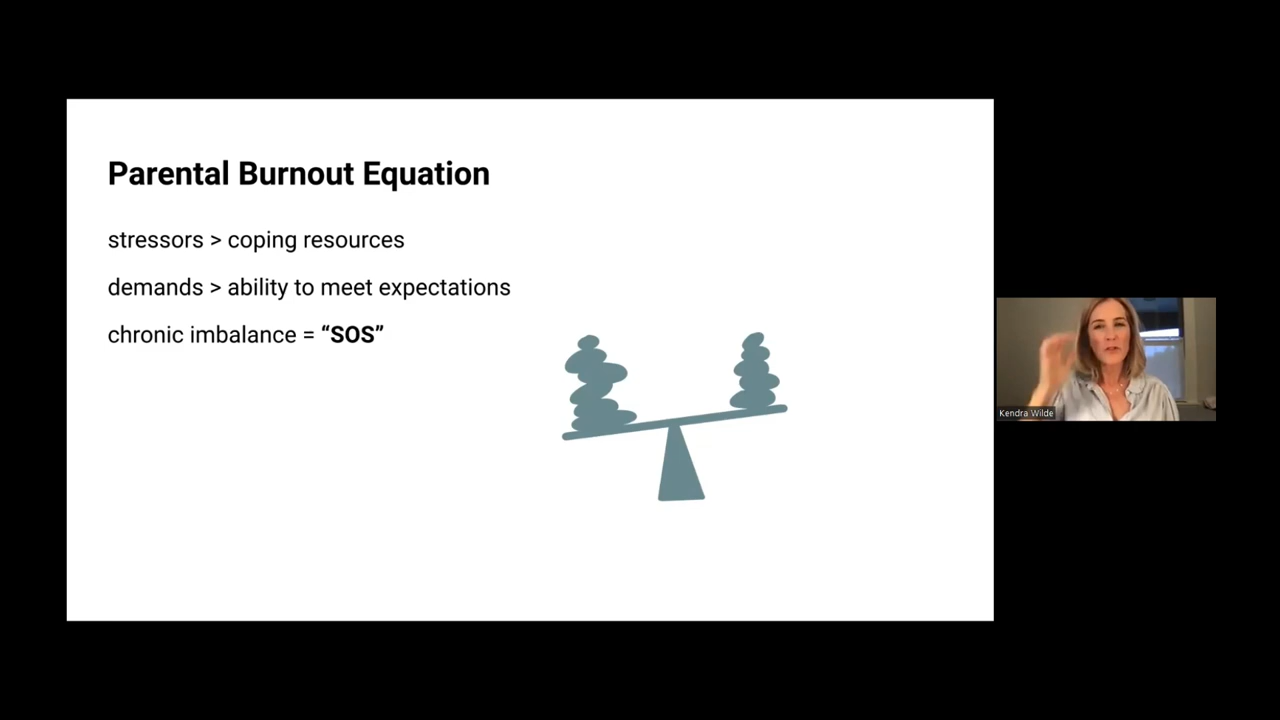 Parental Burnout Equation
stressors > coping resources
demands > ability to meet expectations
chronic imbalance = “SOS”
Kendra Wilde